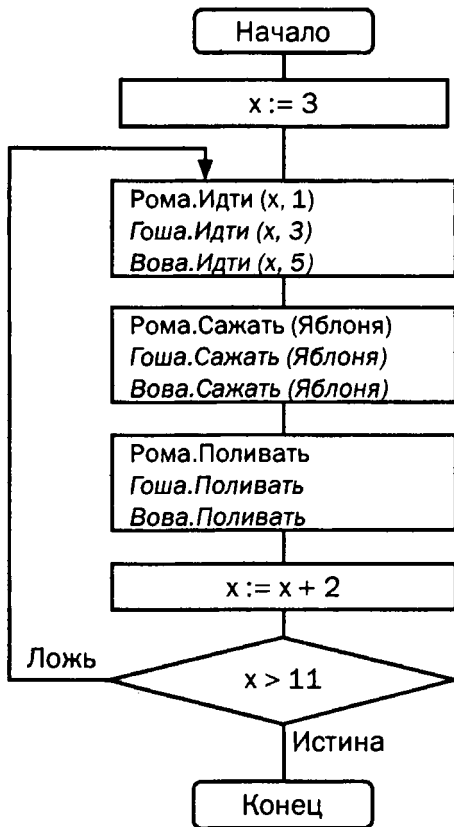 Начало
x := 3
Рома.Идти (x, 1)
Гоша.Идти (x, 3)
Вова.Идти (x, 5)
Рома.Сажать (Яблоня)
Гоша.Сажать (Яблоня)
Вова.Сажать (Яблоня)
Рома.Поливать
Гоша.Поливать
Вова.Поливать
x := x + 2
Ложь
x > 11
Истина
Конец